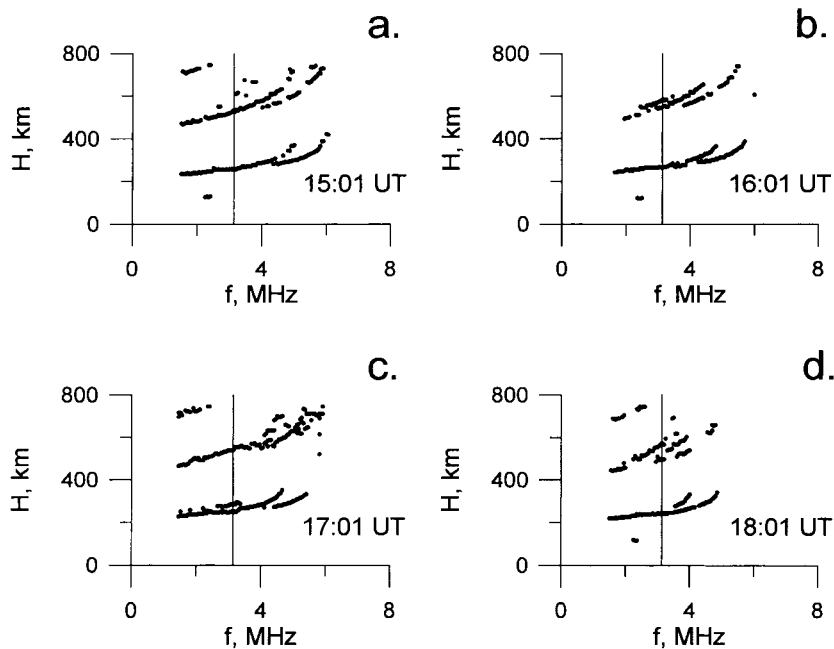 a.
800
400
0
H, km
15:01 UT
0
4
8
f, MHz
b.
800
400
0
H, km
16:01 UT
0
4
8
f, MHz
c.
800
400
0
H, km
17:01 UT
0
4
8
f, MHz
d.
800
400
0
H, km
18:01 UT
0
4
8
f, MHz